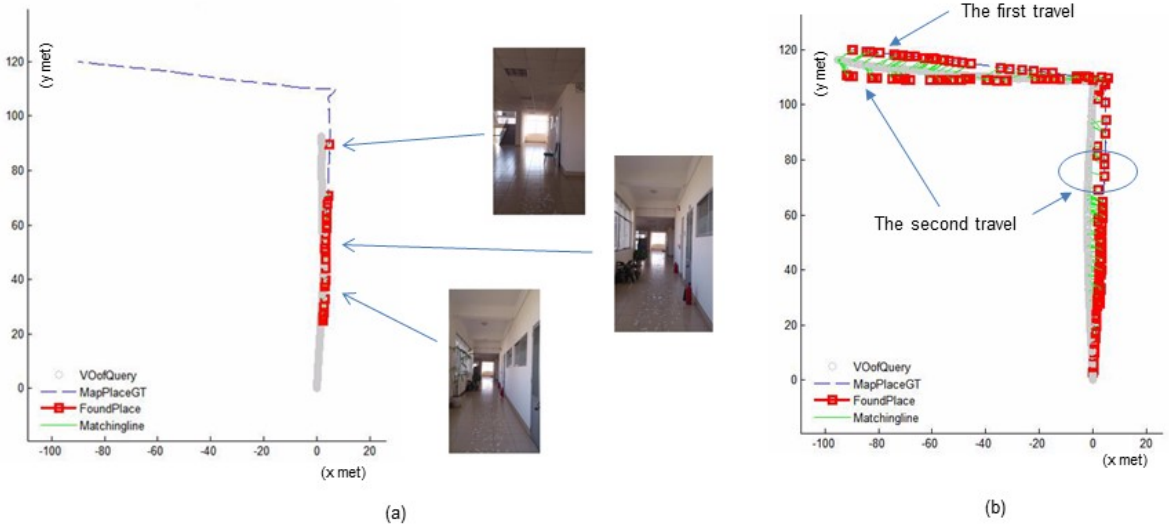 (y met)
120
100
80
60
40
20
0
VOofQuery
MapPlaceGT
FoundPlace
Matchingline
-100 -80 -60 -40 -20 0 20
(x met)
(a)
The first travel
(y met)
120
100
80
60
40
20
0
The second travel
VOofQuery
MapPlaceGT
FoundPlace
Matchingline
-100 -80 -60 -40 -20 0 20
(x met)
(b)